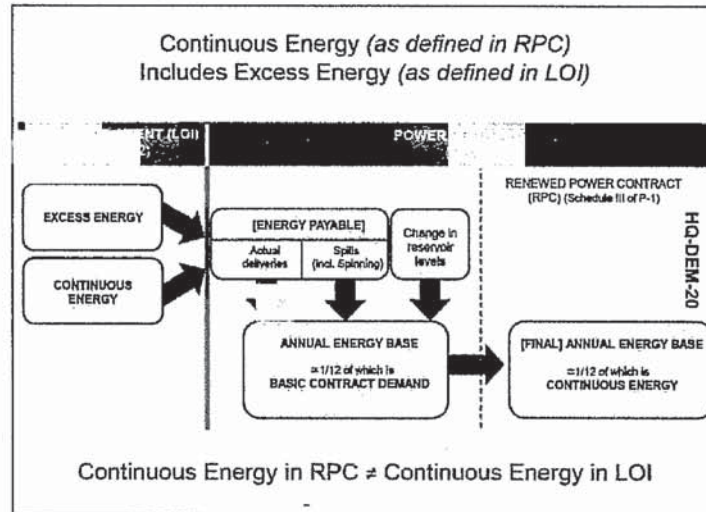 Continuous Energy (as defined in RPC)
Includes Excess Energy (as defined in LOI)
(LOI)
POWER
RENEWED POWER CONTRACT
(RPC) (Schedule III of P-1)
EXCESS ENERGY
CONTINUOUS
ENERGY
[ENERGY PAYABLE]
Actual
deliveries
Spills
(incl. Spinning)
Change in
reservoir
levels
HQ-DEM-20
ANNUAL ENERGY BASE
≈1/12 of which is
BASIC CONTRACT DEMAND
[FINAL] ANNUAL ENERGY BASE
=1/12 of which is
CONTINUOUS ENERGY
Continuous Energy in RPC ≠ Continuous Energy in LOI